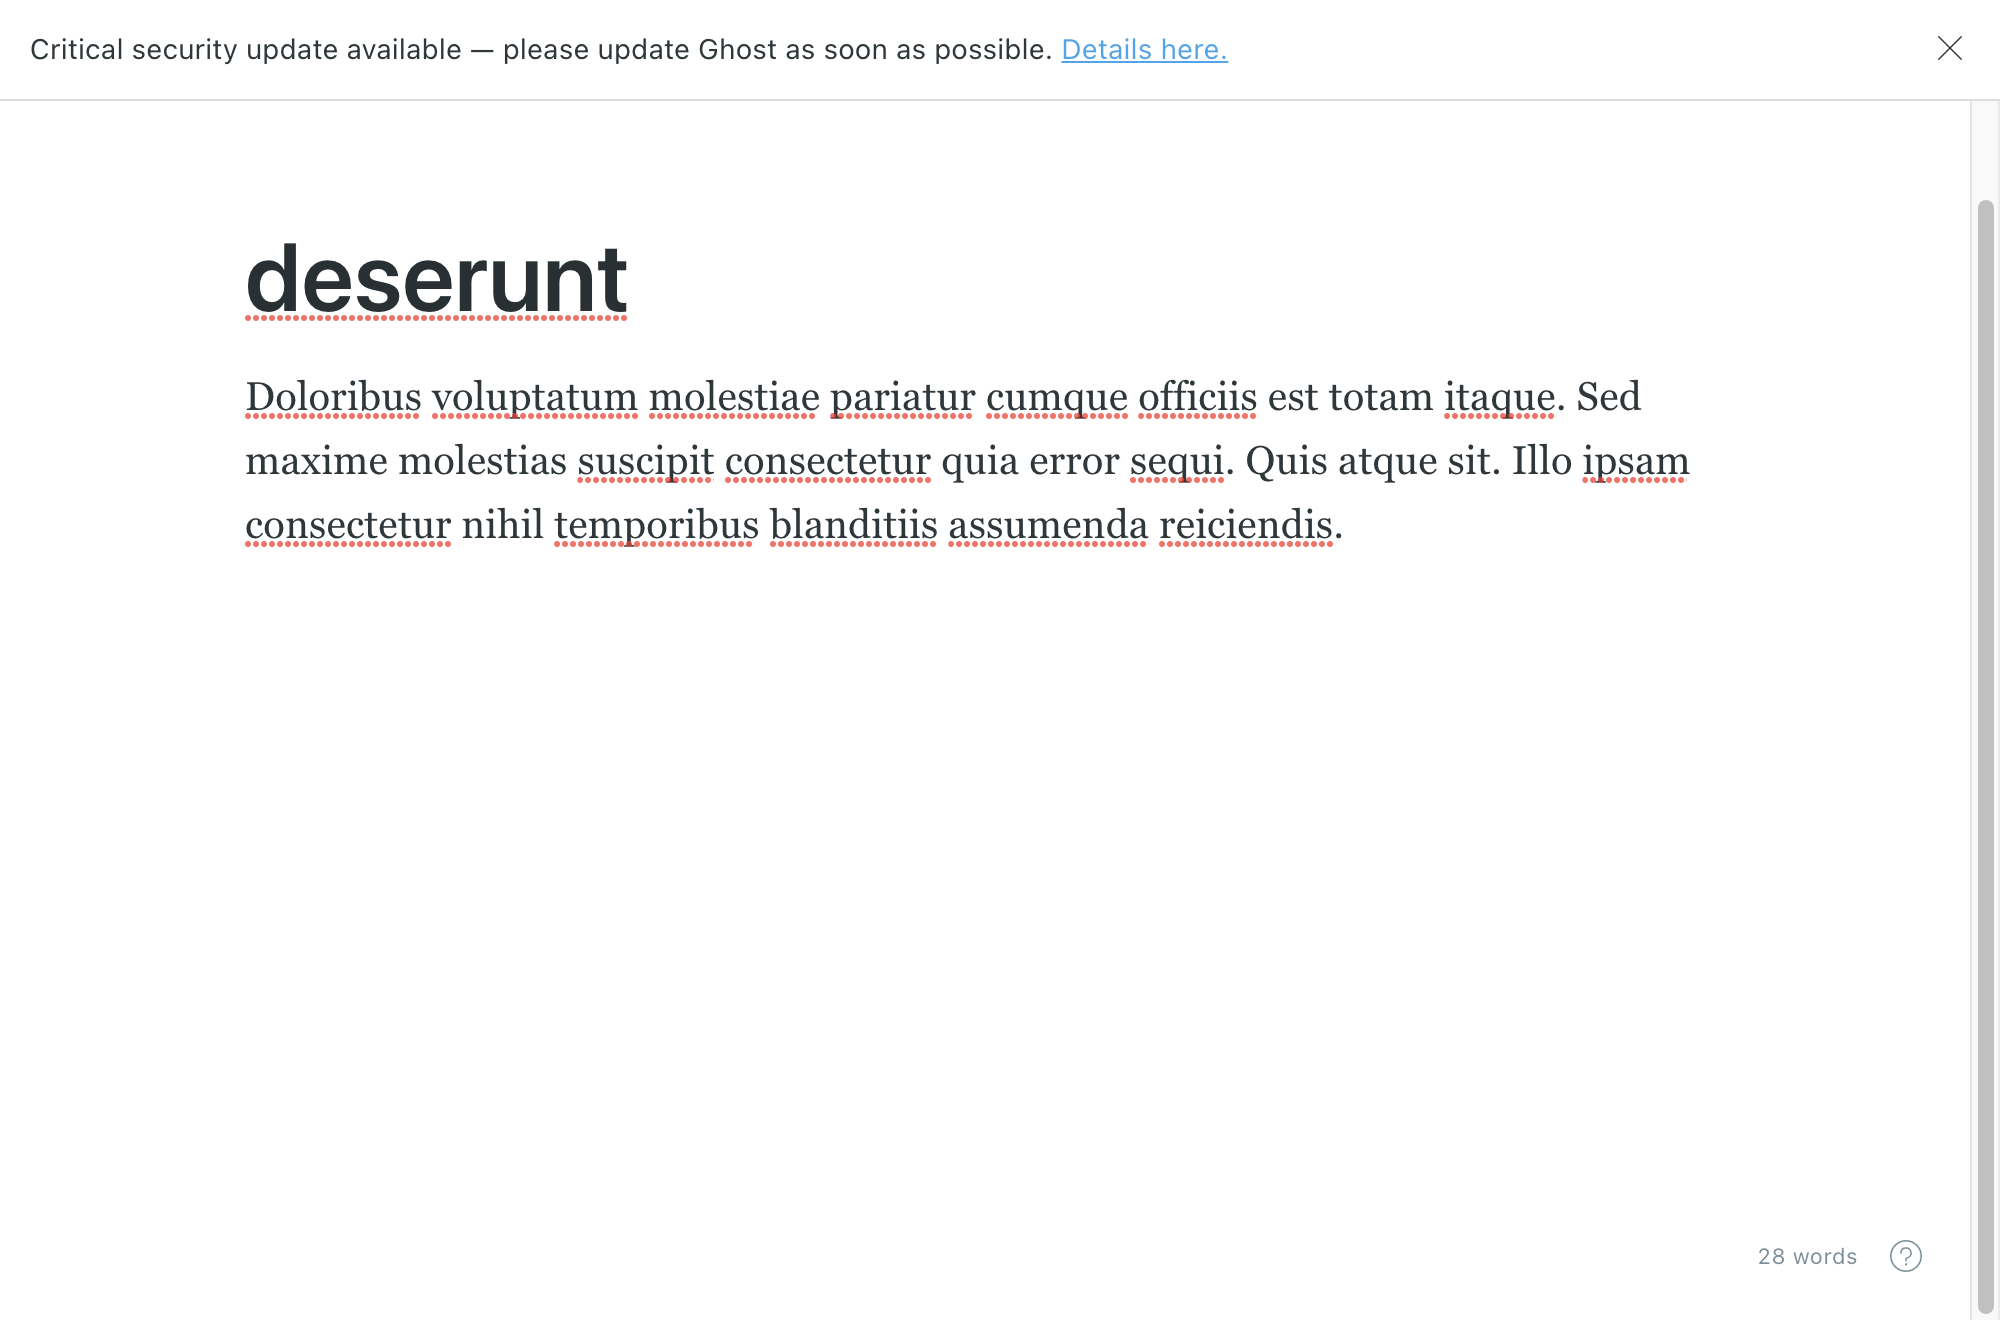 Critical security update available — please update Ghost as soon as possible. Details here.
deserunt
Doloribus voluptatum molestiae pariatur cumque officiis est totam itaque. Sed
maxime molestias suscipit consectetur quia error sequi. Quis atque sit. Illo ipsam
consectetur nihil temporibus blanditiis assumenda reiciendis.
28 words